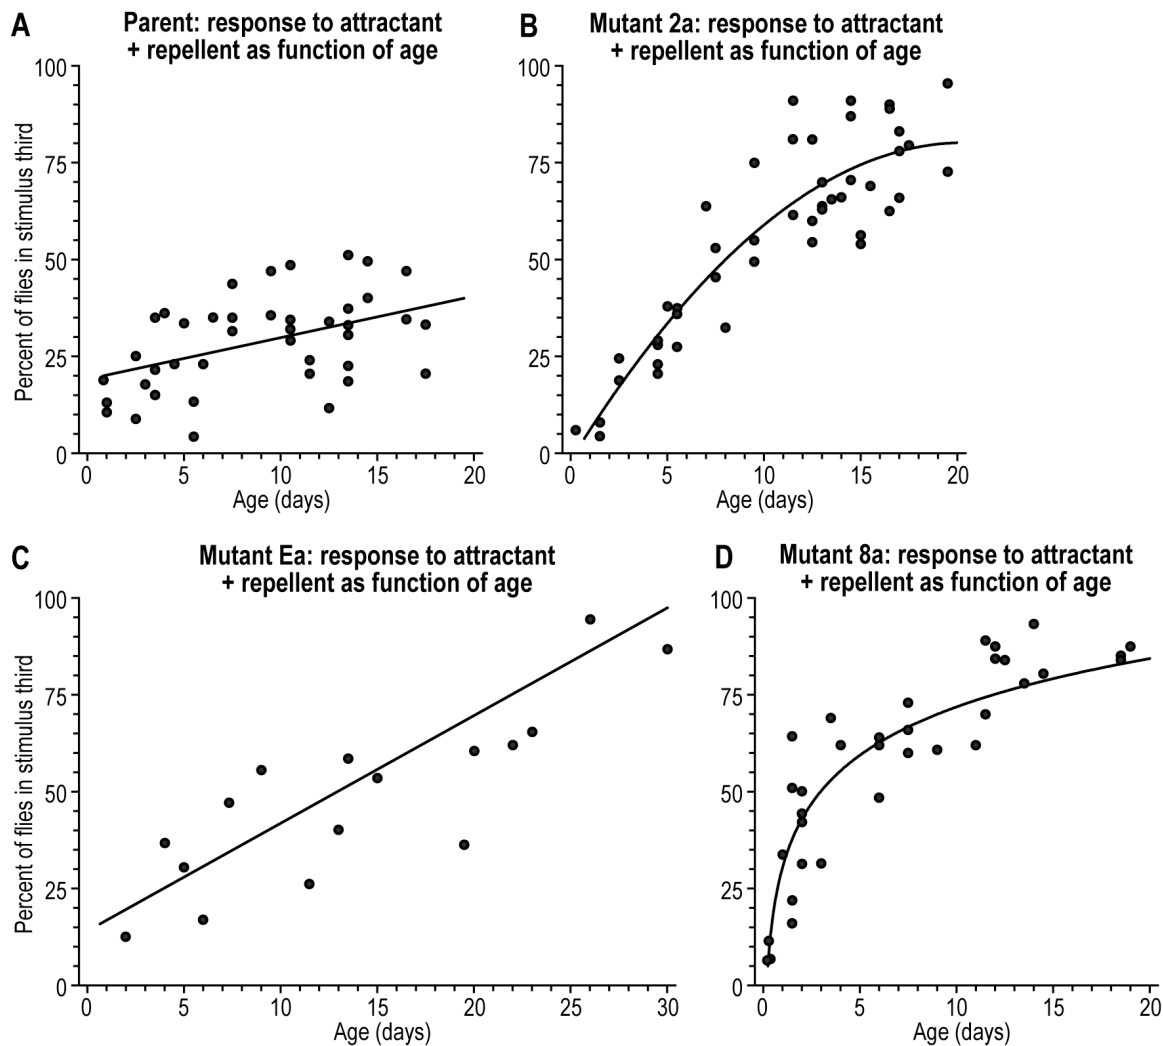 A
Parent: response to attractant
+ repellent as function of age
Percent of flies in stimulus third
100
75
50
25
0
0 5 10 15 20
Age (days)
B
Mutant 2a: response to attractant
+ repellent as function of age
100
75
50
25
0
0 5 10 15 20
Age (days)
C
Mutant Ea: response to attractant
+ repellent as function of age
Percent of flies in stimulus third
100
75
50
25
0
0 5 10 15 20 25 30
Age (days)
D
Mutant 8a: response to attractant
+ repellent as function of age
100
75
50
25
0
0 5 10 15 20
Age (days)